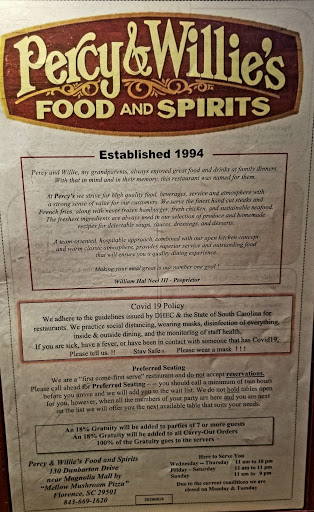 Percy & Willie's
FOOD AND SPIRITS
Established 1994
Percy and Willie, my grandparents, always enjoyed great food and drinks at family dinners.
With that in mind and in their memory, this restaurant was named for them.
At Percy's we strive for high quality food, beverages, service and atmosphere with
a strong sense of value for our customers. We serve the finest hand cut steaks and
French fries, along with never frozen hamburger, fresh chicken, and sustainable seafood.
The freshest ingredients are always used in our selection of produce and homemade
recipes for delectable soups, sauces, dressings, and desserts.
A team-oriented, hospitable approach, combined with our open kitchen concept
and warm classic atmosphere, provides superior service and outstanding food
that will ensure you a quality dining experience.
Making your meal great is our number one goal!
William Hal Neel III - Proprietor
Covid 19 Policy
We adhere to the guidelines issued by DHEC & the State of South Carolina for
restaurants. We practice social distancing, wearing masks, disinfection of everything,
inside & outside dining, and the monitoring of staff health.
If you are sick, have a fever, or have been in contact with someone that has Covid19,
Please tell us. !! Stay Safe - Please wear a mask !!!
Preferred Seating
We are a "first come-first serve" restaurant and do not accept reservations.
Please call ahead for Preferred Seating -- you should call a minimum of two hours
before you arrive and we will add you to the wait list. We do not hold tables open
for you, however, when all the members of your party are here and you are next
on the list we will offer you the next available table that suits your needs.
An 18% Gratuity will be added to parties of 7 or more guests
An 18% Gratuity will be added to all Carry-Out Orders
100% of the Gratuity goes to the servers -
Percy & Willie's Food and Spirits
130 Dunbarton Drive
near Magnolia Mall by
"Mellow Mushroom Pizza"
Florence, SC 29501
843-669-1620
Here to Serve You
Wednesday -- Thursday 11 am to 10 pm
Friday - Saturday 11 am to 11 pm
Sunday 11 am to 9 pm
Due to the current conditions we are
closed on Monday & Tuesday